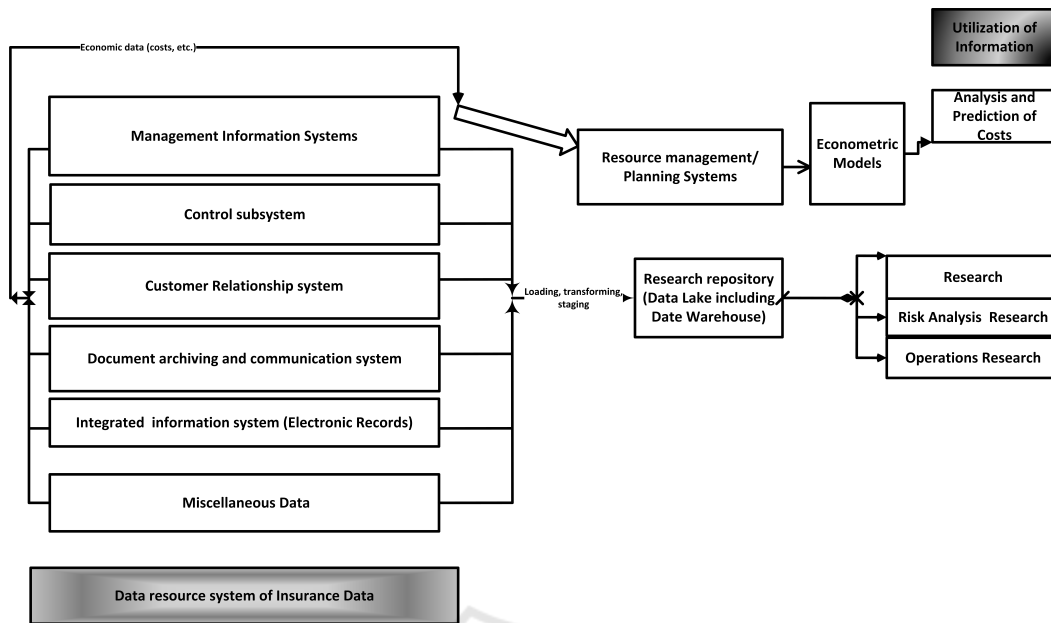 Economic data (costs, etc.)
Utilization of
Information
Management Information Systems
Control subsystem
Customer Relationship system
Document archiving and communication system
Integrated information system (Electronic Records)
Miscellaneous Data
Data resource system of Insurance Data
Loading, transforming,
staging
Resource management/
Planning Systems
Econometric
Models
Analysis and
Prediction of
Costs
Research repository
(Data Lake including
Date Warehouse)
Research
Risk Analysis Research
Operations Research